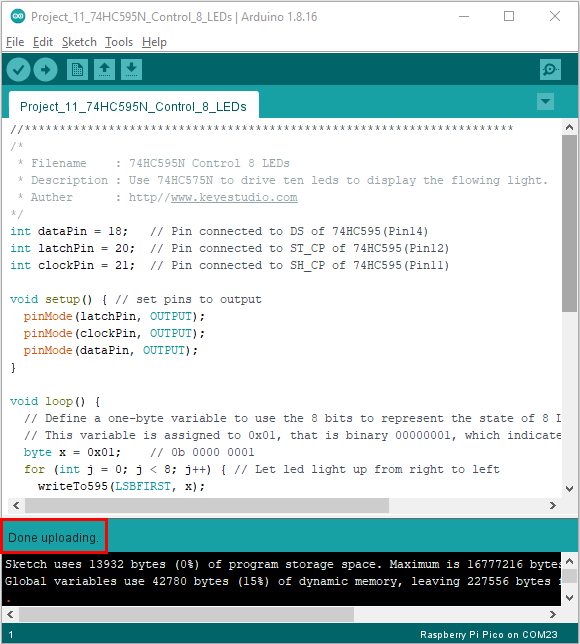 Project_11_74HC595N_Control_8_LEDs | Arduino 1.8.16
File Edit Sketch Tools Help
Project_11_74HC595N_Control_8_LEDs
//**********************************************************************
/*
 * Filename    : 74HC595N Control 8 LEDs
 * Description : Use 74HC575N to drive ten leds to display the flowing light.
 * Auther      : http//www.keyestudio.com
*/
int dataPin = 18;   // Pin connected to DS of 74HC595(Pin14)
int latchPin = 20;  // Pin connected to ST_CP of 74HC595(Pin12)
int clockPin = 21;  // Pin connected to SH_CP of 74HC595(Pin11)
void setup() { // set pins to output
  pinMode(latchPin, OUTPUT);
  pinMode(clockPin, OUTPUT);
  pinMode(dataPin, OUTPUT);
}
void loop() {
  // Define a one-byte variable to use the 8 bits to represent the state of 8 L
  // This variable is assigned to 0x01, that is binary 00000001, which indicate
  byte x = 0x01;    // 0b 0000 0001
  for (int j = 0; j < 8; j++) { // Let led light up from right to left
    writeTo595(LSBFIRST, x);
Done uploading.
Sketch uses 13932 bytes (0%) of program storage space. Maximum is 16777216 bytes
Global variables use 42780 bytes (15%) of dynamic memory, leaving 227556 bytes
.
1 Raspberry Pi Pico on COM23